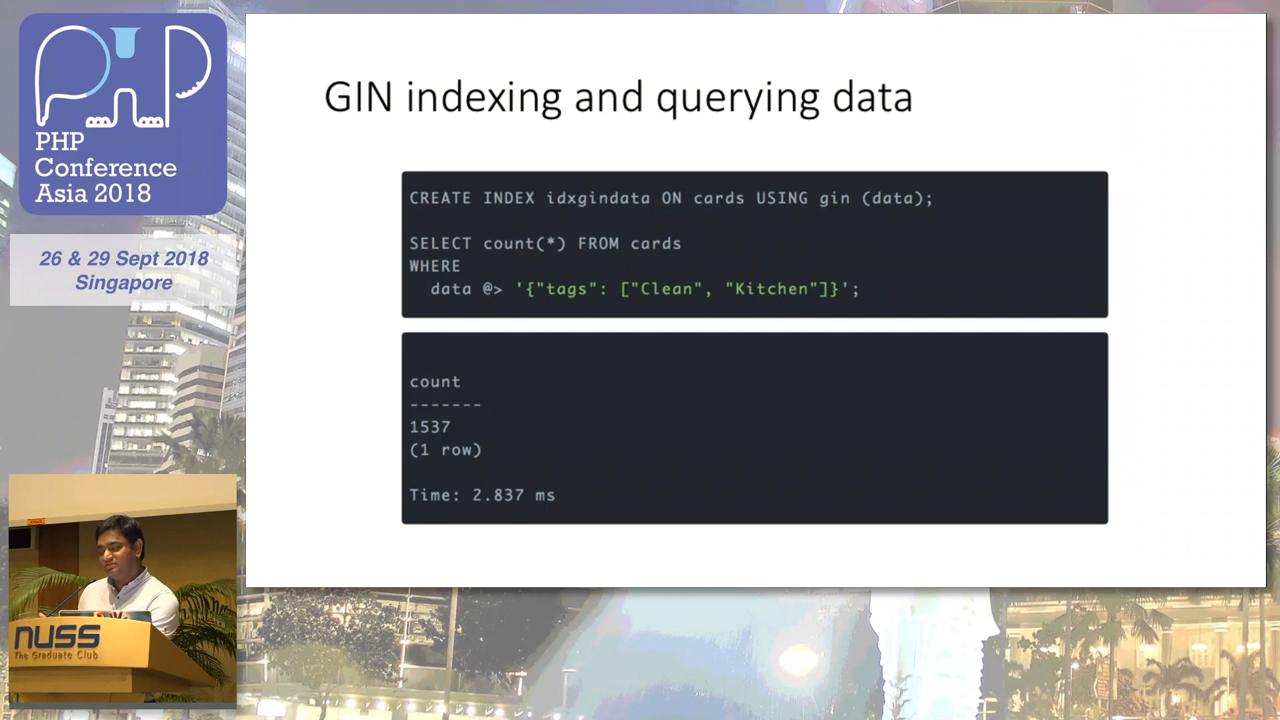 PHP
Conference
Asia 2018
26 & 29 Sept 2018
Singapore
GIN indexing and querying data
CREATE INDEX idxgindata ON cards USING gin (data);
SELECT count(*) FROM cards
WHERE
data @> '{"tags": ["Clean", "Kitchen"]}';
count
-------
1537
(1 row)
Time: 2.837 ms
NUSS
The Graduate Club